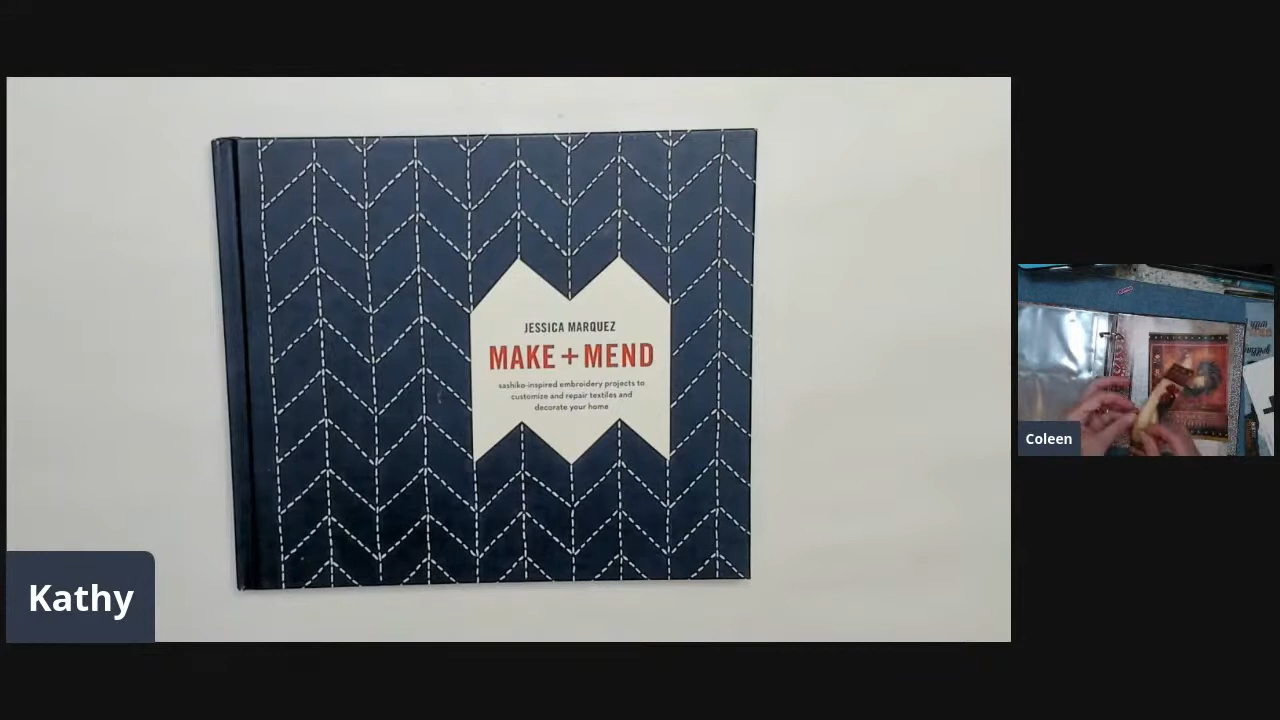 JESSICA MARQUEZ
MAKE + MEND
sashiko-inspired embroidery projects to
customize and repair textiles and
decorate your home
Kathy
Coleen